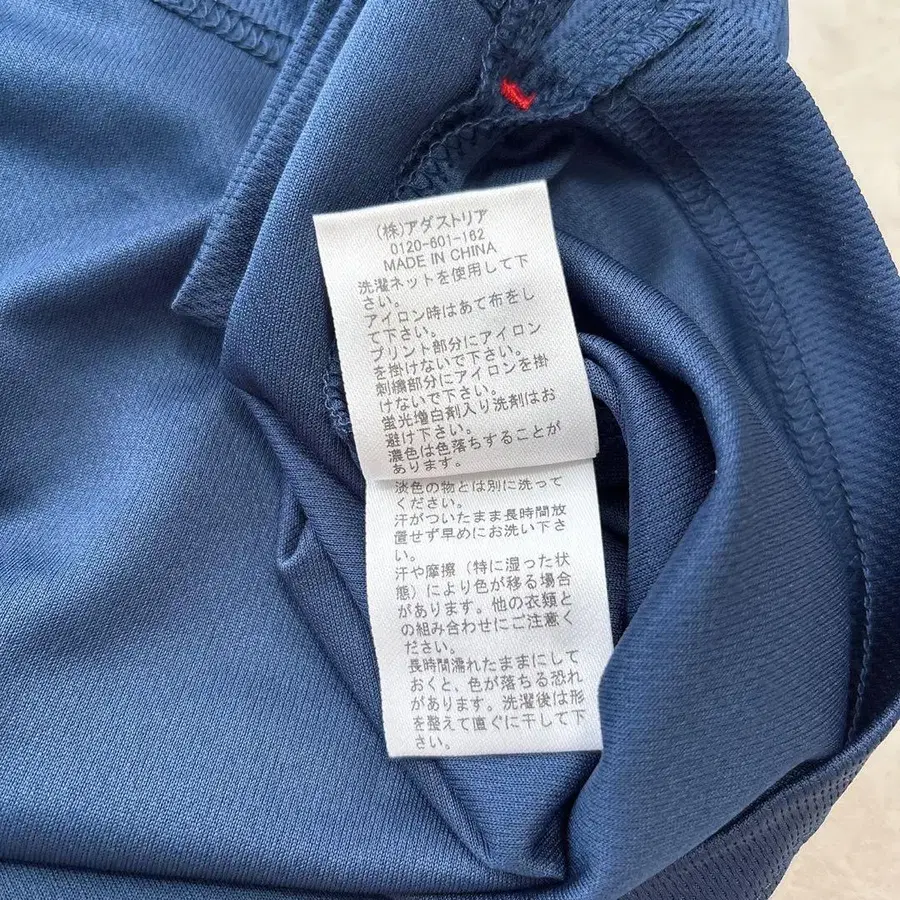 (株)アダストリア
0120-601-162
MADE IN CHINA
洗濯ネットを使用して下
さい。
アイロン時はあて布をし
て下さい。
プリント部分にアイロン
を掛けないで下さい。
刺繍部分にアイロンを掛
けないで下さい。
蛍光増白剤入り洗剤はお
避け下さい。
濃色は色落ちすることが
あります。
淡色の物とは別に洗って
ください。
汗がついたまま長時間放
置せず早めにお洗い下さ
い。
汗や摩擦（特に湿った状
態）により色が移る場合
があります。他の衣類と
の組み合わせにご注意く
ださい。
長時間濡れたままにして
おくと、色が落ちる恐れ
があります。洗濯後は形
を整えて直ぐに干して下
さい。